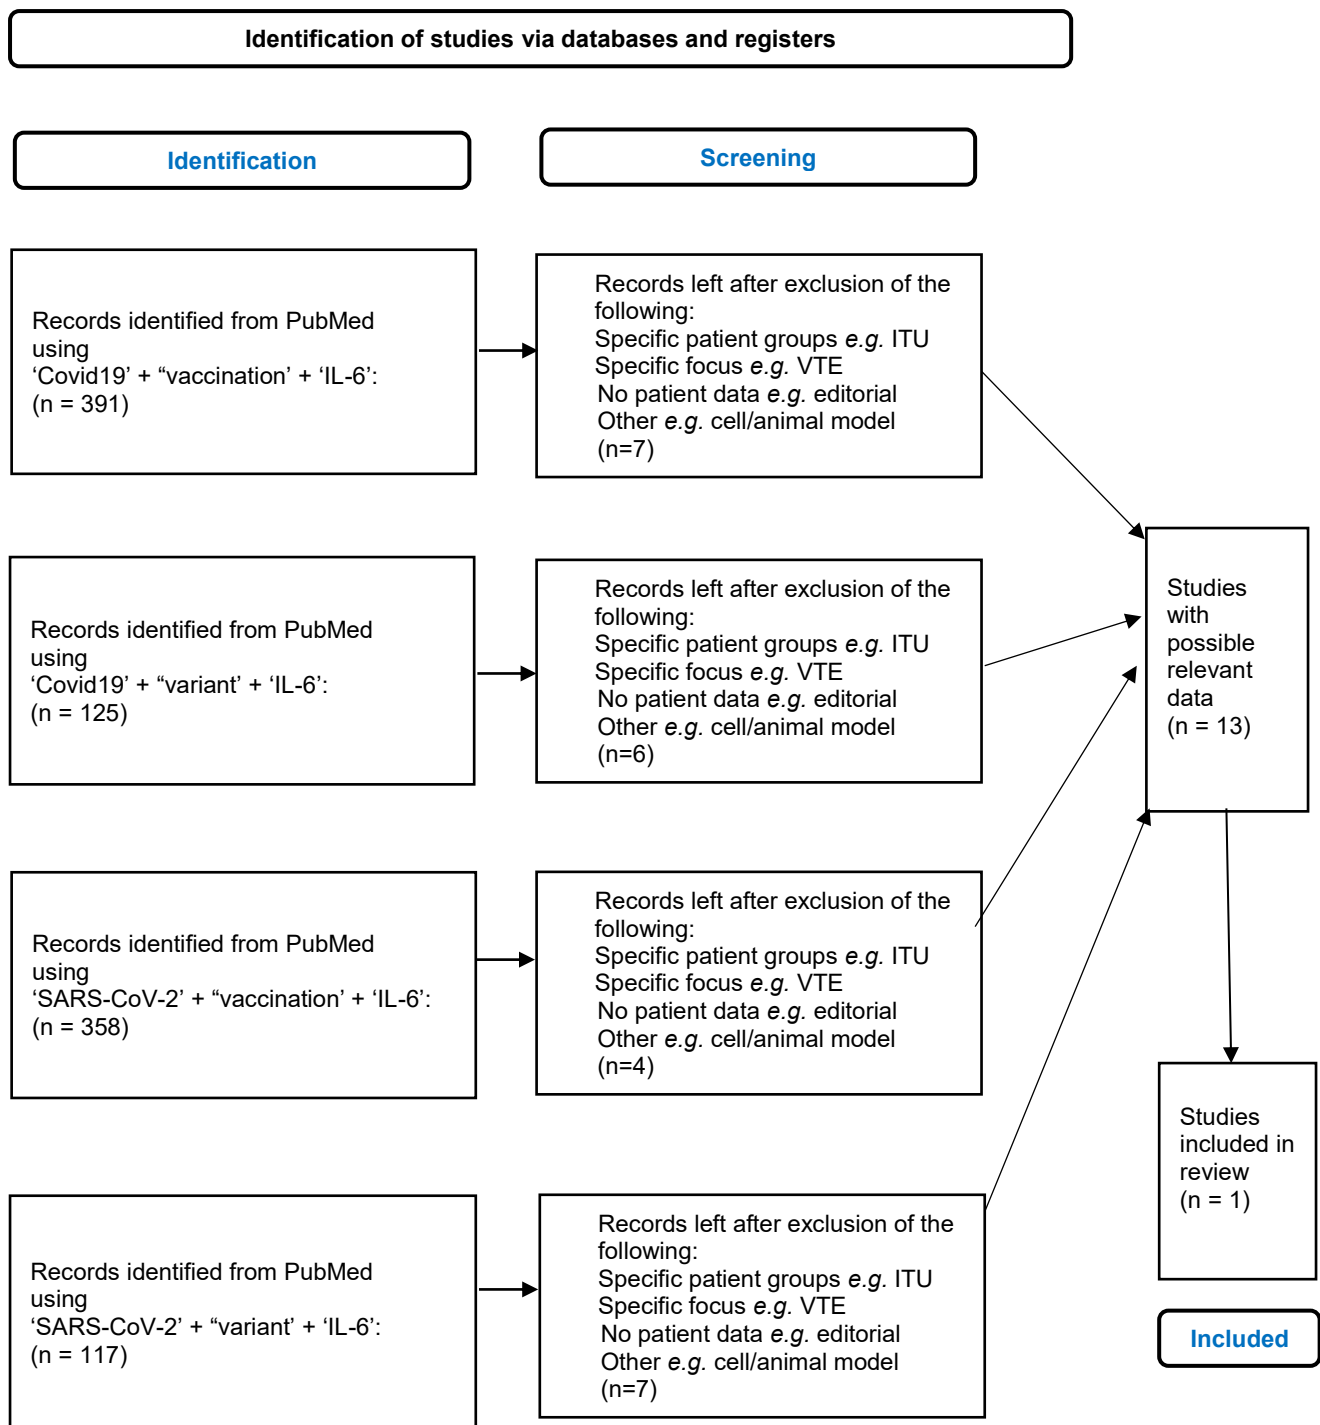 Identification of studies via databases and registers
Identification
Screening
Records identified from PubMed
using
‘Covid19’ + “vaccination’ + ‘IL-6’:
(n = 391)
Records left after exclusion of the
following:
Specific patient groups e.g. ITU
Specific focus e.g. VTE
No patient data e.g. editorial
Other e.g. cell/animal model
(n=7)
Records identified from PubMed
using
‘Covid19’ + “variant’ + ‘IL-6’:
(n = 125)
Records left after exclusion of the
following:
Specific patient groups e.g. ITU
Specific focus e.g. VTE
No patient data e.g. editorial
Other e.g. cell/animal model
(n=6)
Records identified from PubMed
using
‘SARS-CoV-2’ + “vaccination’ + ‘IL-6’:
(n = 358)
Records left after exclusion of the
following:
Specific patient groups e.g. ITU
Specific focus e.g. VTE
No patient data e.g. editorial
Other e.g. cell/animal model
(n=4)
Records identified from PubMed
using
‘SARS-CoV-2’ + “variant’ + ‘IL-6’:
(n = 117)
Records left after exclusion of the
following:
Specific patient groups e.g. ITU
Specific focus e.g. VTE
No patient data e.g. editorial
Other e.g. cell/animal model
(n=7)
Studies
with
possible
relevant
data
(n = 13)
Studies
included in
review
(n = 1)
Included